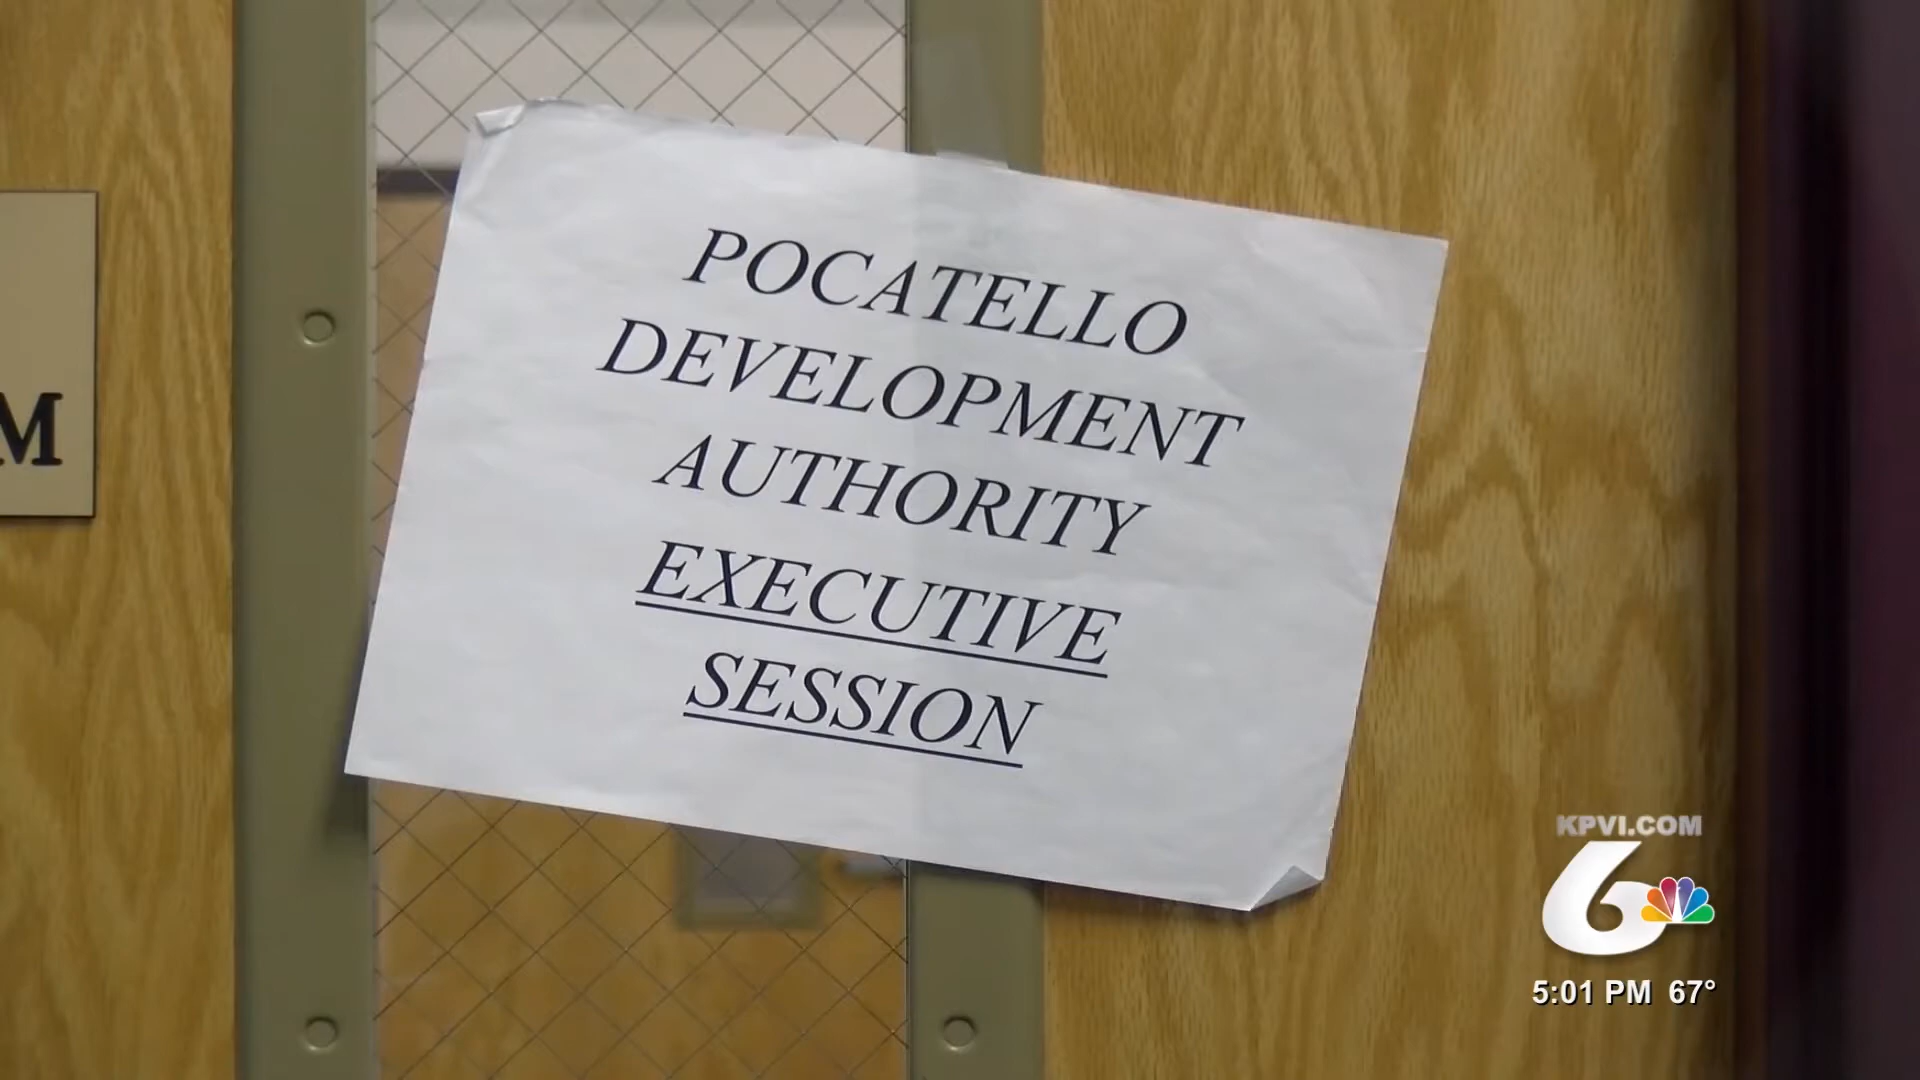 M
POCATELLO
DEVELOPMENT
AUTHORITY
EXECUTIVE
SESSION
KPVI.COM
6
5:01 PM 67°